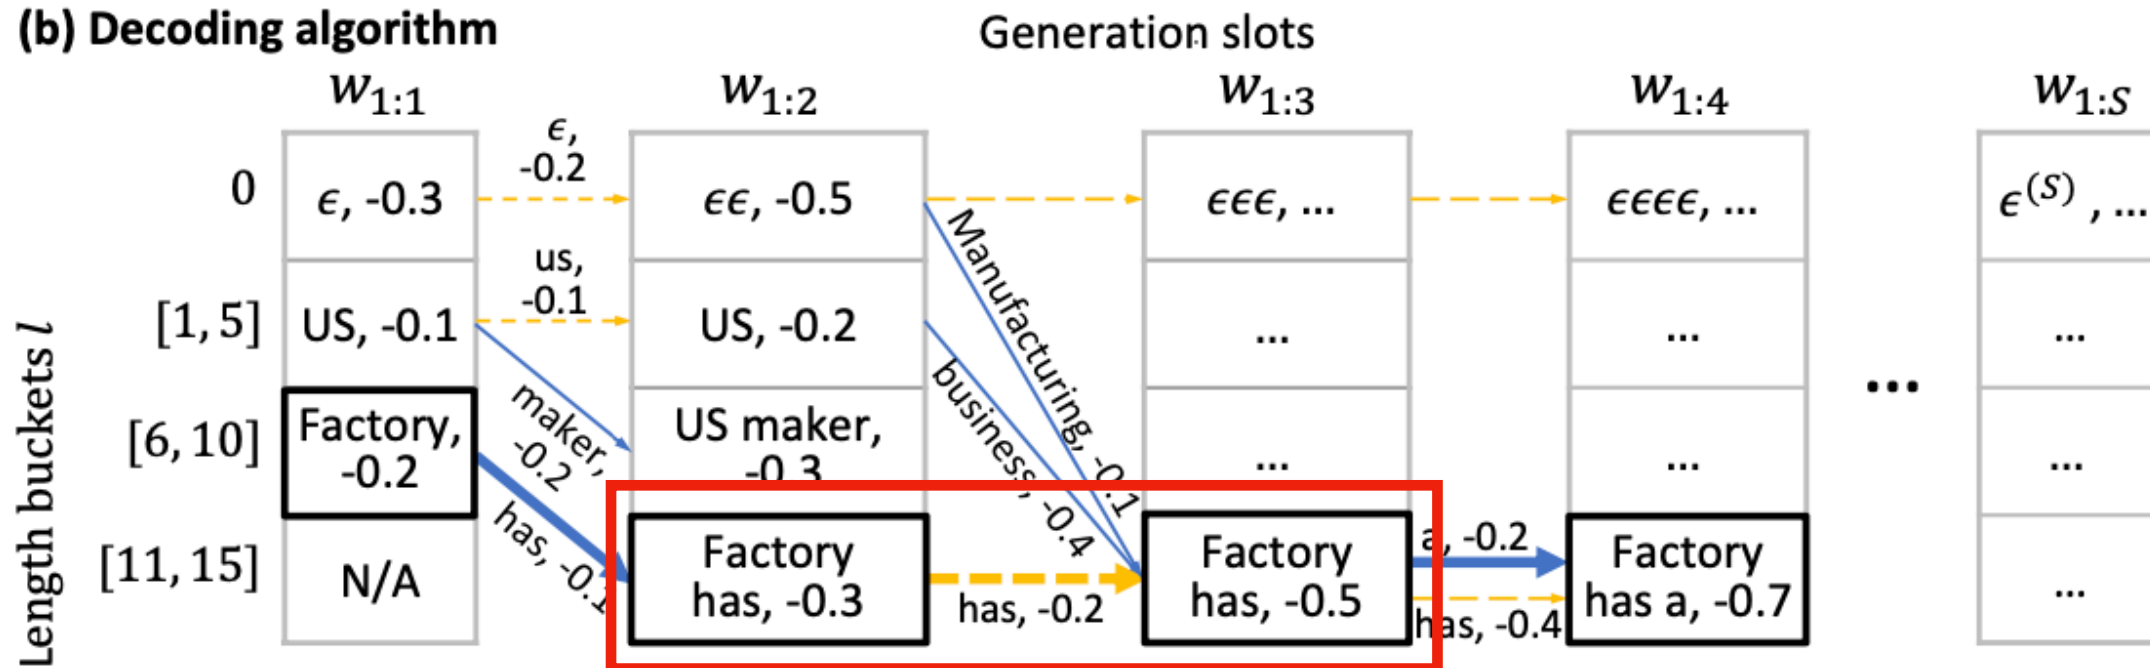 (b) Decoding algorithm
Generation slots
w1:1
w1:2
w1:3
w1:4
w1:S
Length buckets l
0
ϵ, -0.3
ϵ,
-0.2
ϵϵ, -0.5
ϵϵϵ, ...
ϵϵϵϵ, ...
ϵ(S) , ...
[1, 5]
US, -0.1
us,
-0.1
US, -0.2
...
...
...
Manufacturing, -0.1
business, -0.4
maker,
-0.2
[6, 10]
Factory,
-0.2
US maker,
-0.3
...
...
...
...
has, -0.1
[11, 15]
N/A
Factory
has, -0.3
has, -0.2
Factory
has, -0.5
a, -0.2
has, -0.4
Factory
has a, -0.7
...